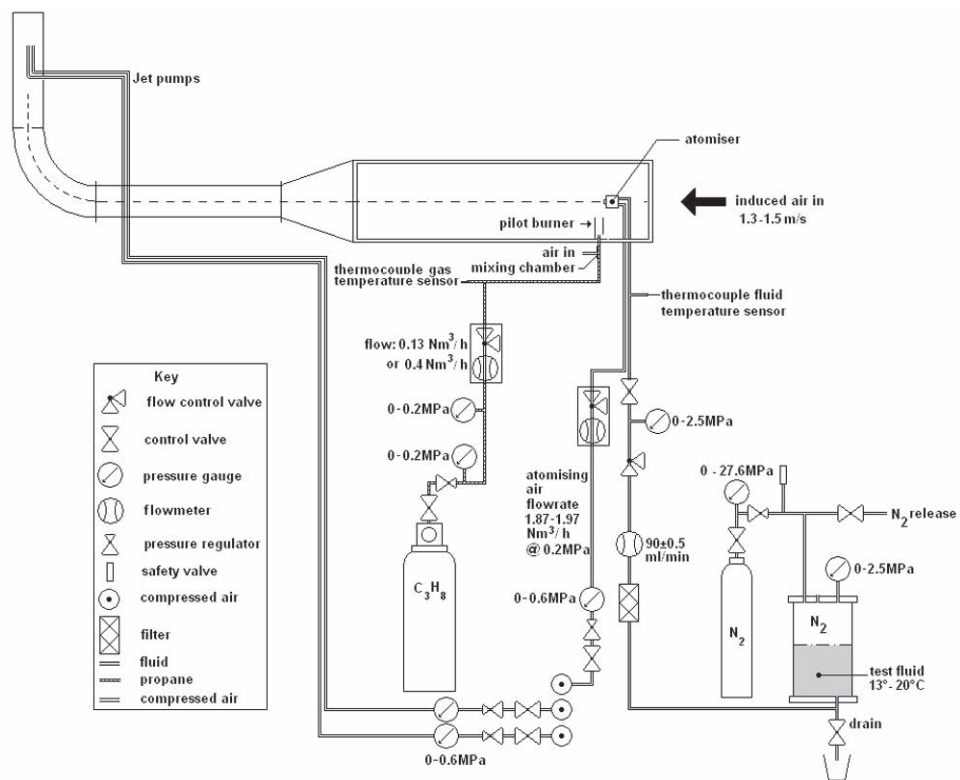 Jet pumps
atomiser
induced air in
1.3-1.5 m/s
pilot burner
air in
mixing chamber
thermocouple gas
temperature sensor
thermocouple fluid
temperature sensor
flow: 0.13 Nm³/h
or 0.4 Nm³/h
0-0.2MPa
0-0.2MPa
C₃H₈
atomising
air
flowrate
1.87-1.97
Nm³/h
@ 0.2MPa
0-0.6MPa
0-2.5MPa
90±0.5
ml/min
0-27.6MPa
N₂ release
0-2.5MPa
N₂
N₂
test fluid
13°-20°C
drain
0-0.6MPa
Key
flow control valve
control valve
pressure gauge
flowmeter
pressure regulator
safety valve
compressed air
filter
fluid
propane
compressed air